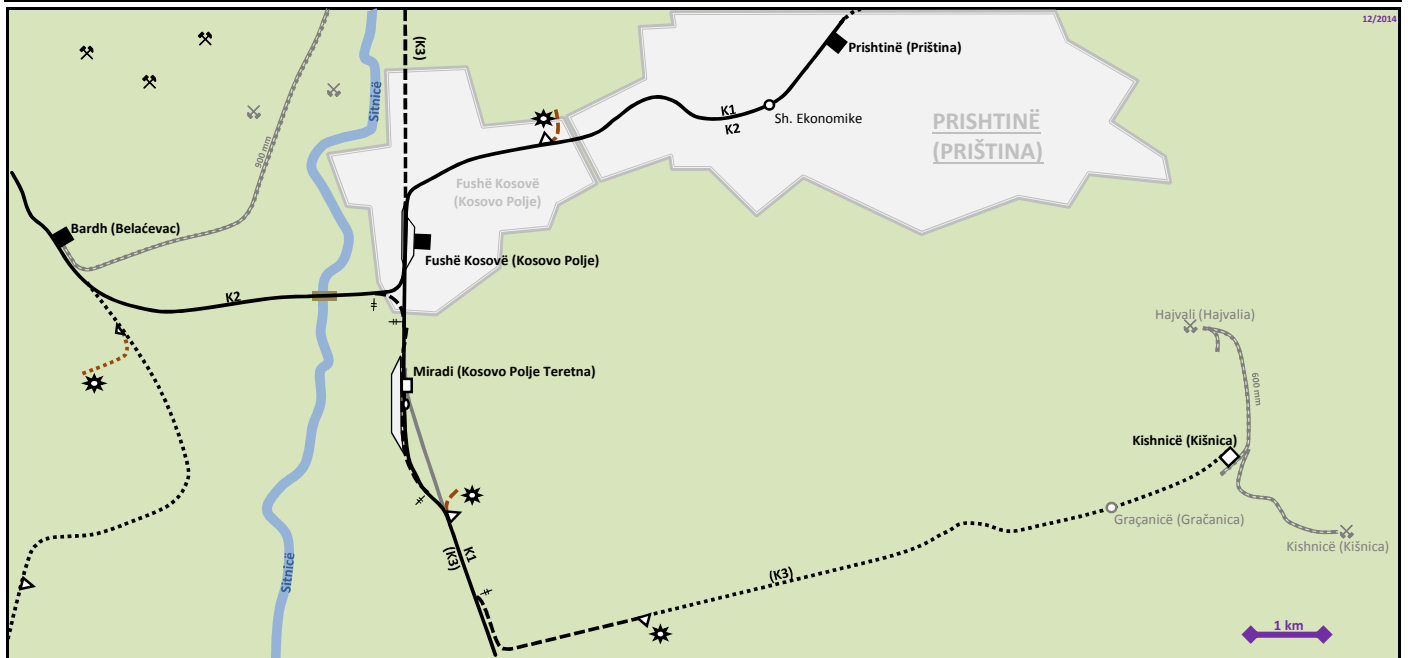 12/2014
(K3)
Prishtinë (Priština)
Sitnicë
K1
K2
Sh. Ekonomike
PRISHTINË
(PRIŠTINA)
900 mm
Fushë Kosovë
(Kosovo Polje)
Bardh (Belaćevac)
Fushë Kosovë (Kosovo Polje)
K2
Hajvali (Hajvalia)
Miradi (Kosovo Polje Teretna)
600 mm
Kishnicë (Kišnica)
Graçanicë (Gračanica)
Kishnicë (Kišnica)
K1
(K3)
Sitnicë
(K3)
1 km